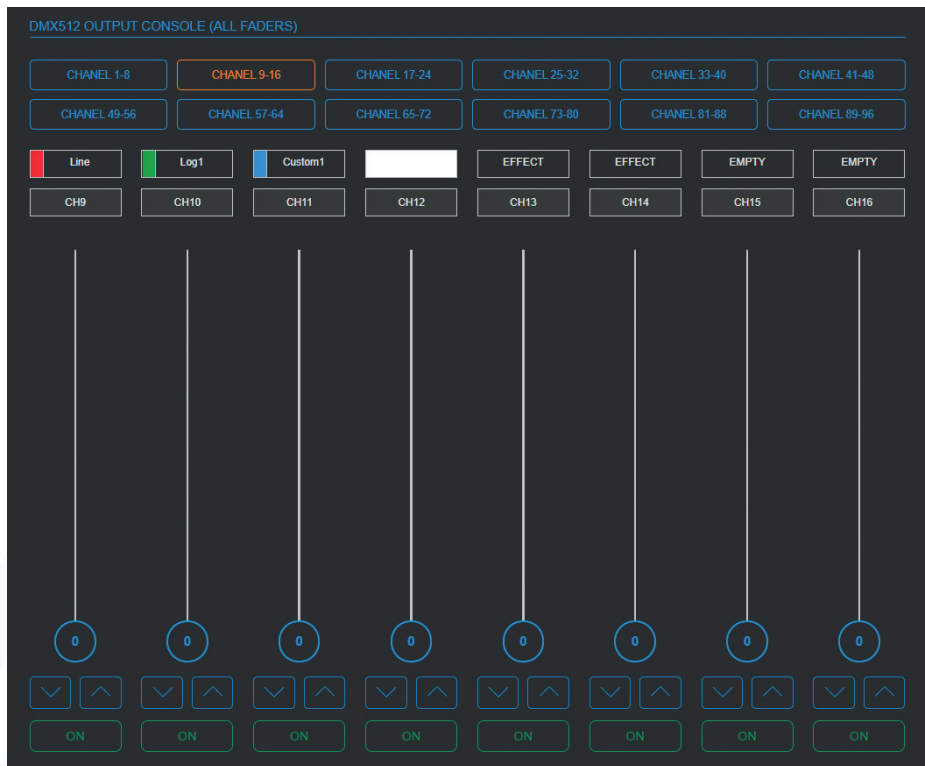 DMX512 OUTPUT CONSOLE (ALL FADERS)
CHANEL 1-8 CHANEL 9-16 CHANEL 17-24 CHANEL 25-32 CHANEL 33-40 CHANEL 41-48
CHANEL 49-56 CHANEL 57-64 CHANEL 65-72 CHANEL 73-80 CHANEL 81-88 CHANEL 89-96
Line Log1 Custom1 EFFECT EFFECT EMPTY EMPTY
CH9 CH10 CH11 CH12 CH13 CH14 CH15 CH16
0 0 0 0 0 0 0 0
ON ON ON ON ON ON ON ON